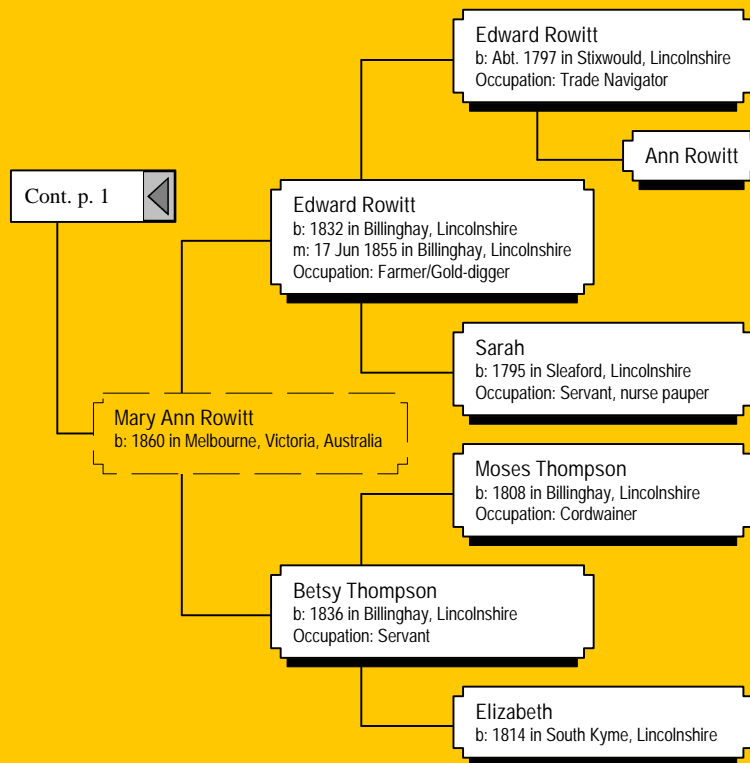 Edward Rowitt
b: Abt. 1797 in Stixwould, Lincolnshire
Occupation: Trade Navigator
Ann Rowitt
Cont. p. 1
Edward Rowitt
b: 1832 in Billinghay, Lincolnshire
m: 17 Jun 1855 in Billinghay, Lincolnshire
Occupation: Farmer/Gold-digger
Sarah
b: 1795 in Sleaford, Lincolnshire
Occupation: Servant, nurse pauper
Mary Ann Rowitt
b: 1860 in Melbourne, Victoria, Australia
Moses Thompson
b: 1808 in Billinghay, Lincolnshire
Occupation: Cordwainer
Betsy Thompson
b: 1836 in Billinghay, Lincolnshire
Occupation: Servant
Elizabeth
b: 1814 in South Kyme, Lincolnshire